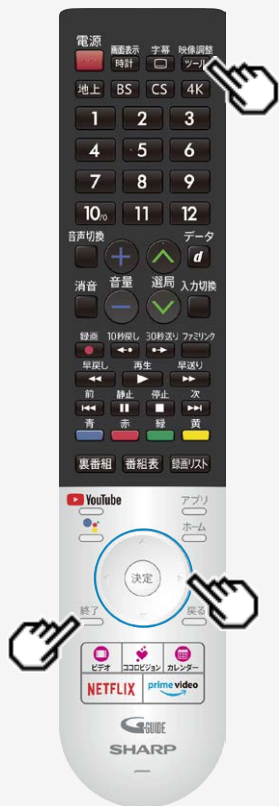 電源 画面表示 字幕 映像調整
時計 ツール
地上 BS CS 4K
1 2 3
4 5 6
7 8 9
10/0 11 12
音声切換 データ
+ d
消音 音量 選局 入力切換
−
録画 10秒戻し 30秒送り ファミリンク
早戻し 再生 早送り
前 静止 停止 次
青 赤 緑 黄
裏番組 番組表 録画リスト
YouTube アプリ
ホーム
決定
終了 戻る
ビデオ ココロビジョン カレンダー
NETFLIX prime video
G-GUIDE
SHARP